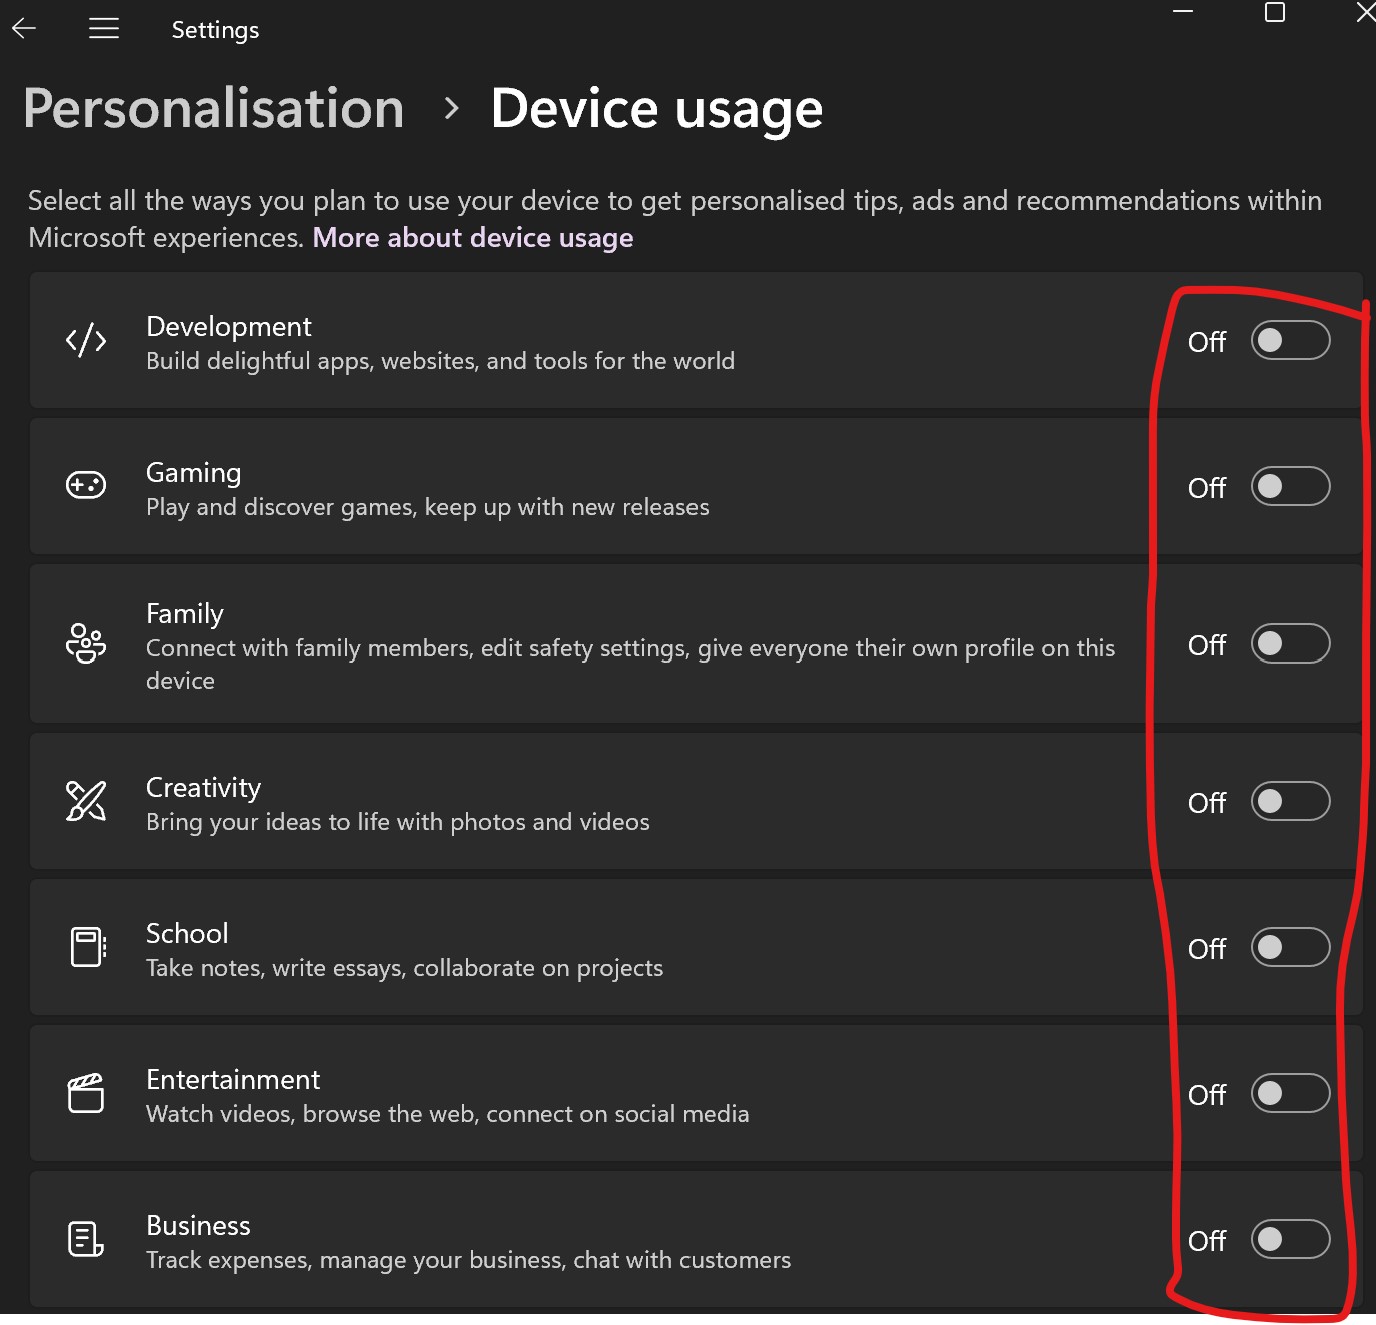 Settings
Personalisation > Device usage
Select all the ways you plan to use your device to get personalised tips, ads and recommendations within
Microsoft experiences. More about device usage
Development
Build delightful apps, websites, and tools for the world
Off
Gaming
Play and discover games, keep up with new releases
Off
Family
Connect with family members, edit safety settings, give everyone their own profile on this
device
Off
Creativity
Bring your ideas to life with photos and videos
Off
School
Take notes, write essays, collaborate on projects
Off
Entertainment
Watch videos, browse the web, connect on social media
Off
Business
Track expenses, manage your business, chat with customers
Off